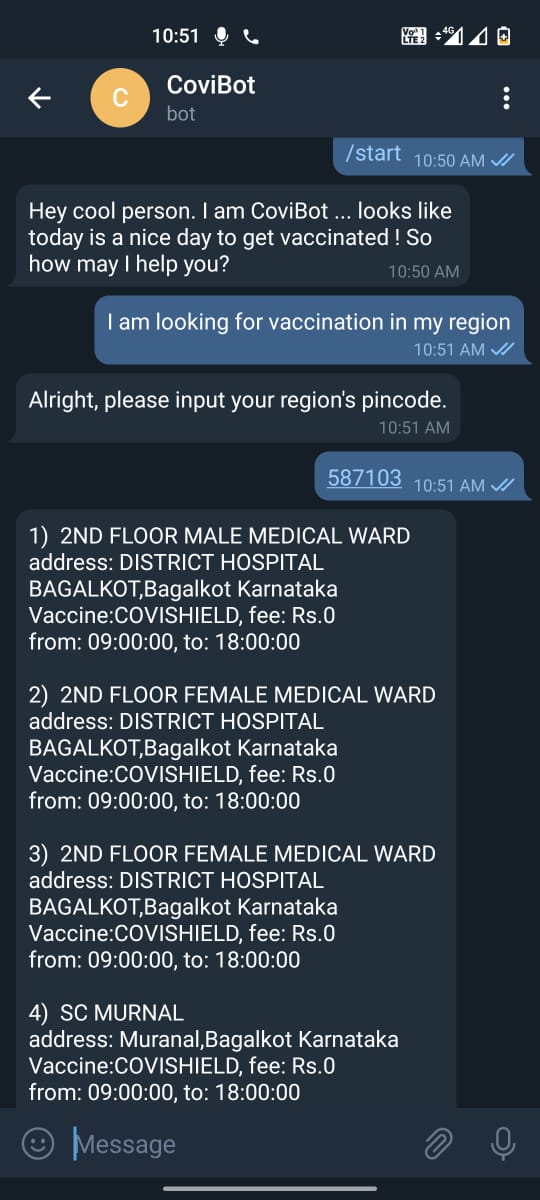 10:51
Vo 1
LTE 2
4G
C
CoviBot
bot
/start 10:50 AM
Hey cool person. I am CoviBot ... looks like
today is a nice day to get vaccinated ! So
how may I help you?
10:50 AM
I am looking for vaccination in my region
10:51 AM
Alright, please input your region's pincode.
10:51 AM
587103 10:51 AM
1)  2ND FLOOR MALE MEDICAL WARD
address: DISTRICT HOSPITAL
BAGALKOT,Bagalkot Karnataka
Vaccine:COVISHIELD, fee: Rs.0
from: 09:00:00, to: 18:00:00
2)  2ND FLOOR FEMALE MEDICAL WARD
address: DISTRICT HOSPITAL
BAGALKOT,Bagalkot Karnataka
Vaccine:COVISHIELD, fee: Rs.0
from: 09:00:00, to: 18:00:00
3)  2ND FLOOR FEMALE MEDICAL WARD
address: DISTRICT HOSPITAL
BAGALKOT,Bagalkot Karnataka
Vaccine:COVISHIELD, fee: Rs.0
from: 09:00:00, to: 18:00:00
4)  SC MURNAL
address: Muranal,Bagalkot Karnataka
Vaccine:COVISHIELD, fee: Rs.0
from: 09:00:00, to: 18:00:00
Message